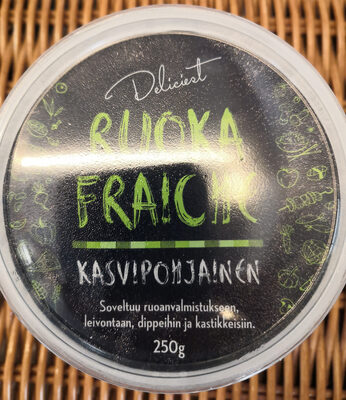 Deliciest
RUOKA
FRAICHE
KASVIPOHJAINEN
Soveltuu ruoanvalmistukseen,
leivontaan, dippeihin ja kastikkeisiin.
250g